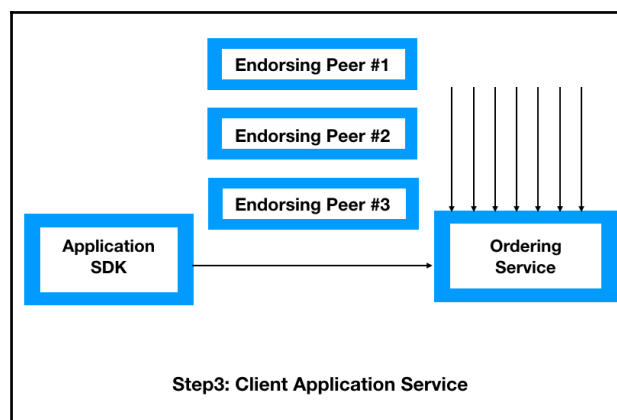 Endorsing Peer #1
Endorsing Peer #2
Endorsing Peer #3
Application
SDK
Ordering
Service
Step3: Client Application Service